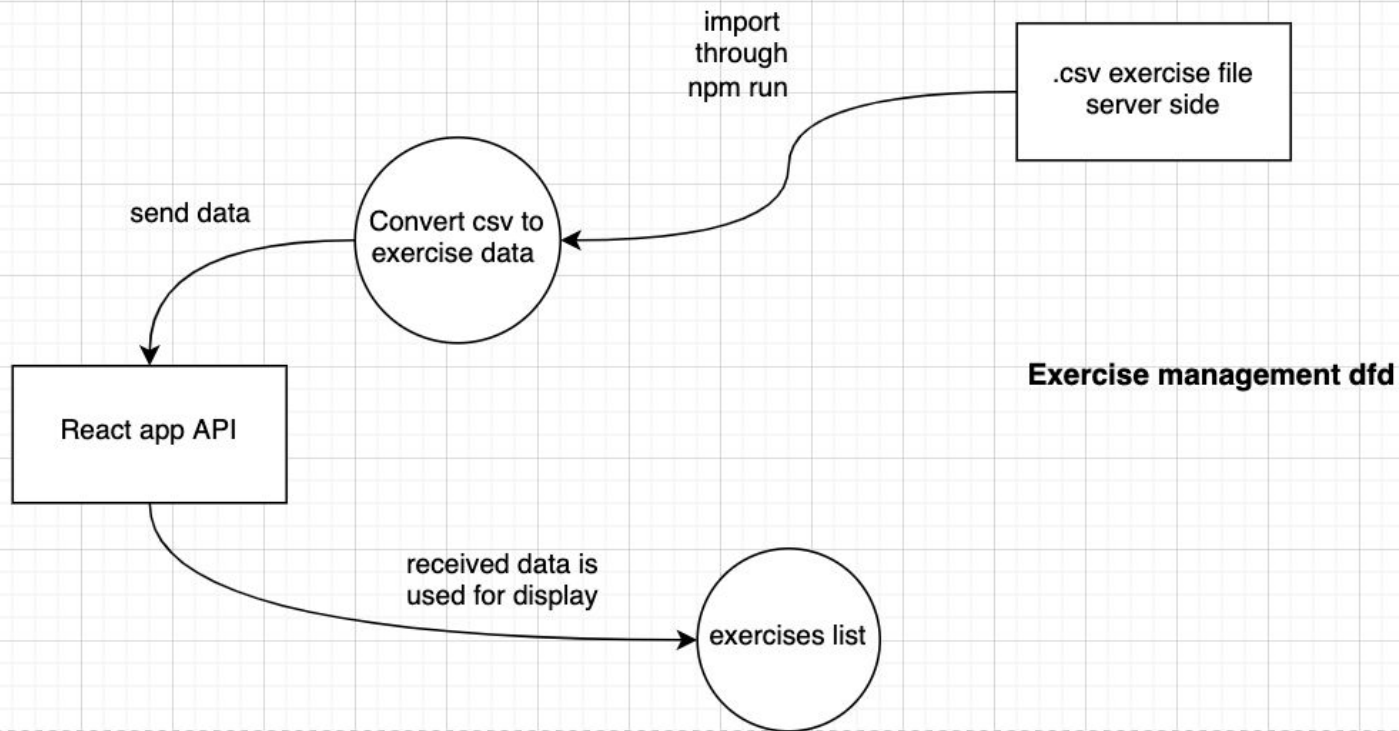 import
through
npm run
.csv exercise file
server side
Convert csv to
exercise data
send data
Exercise management dfd
React app API
received data is
used for display
exercises list